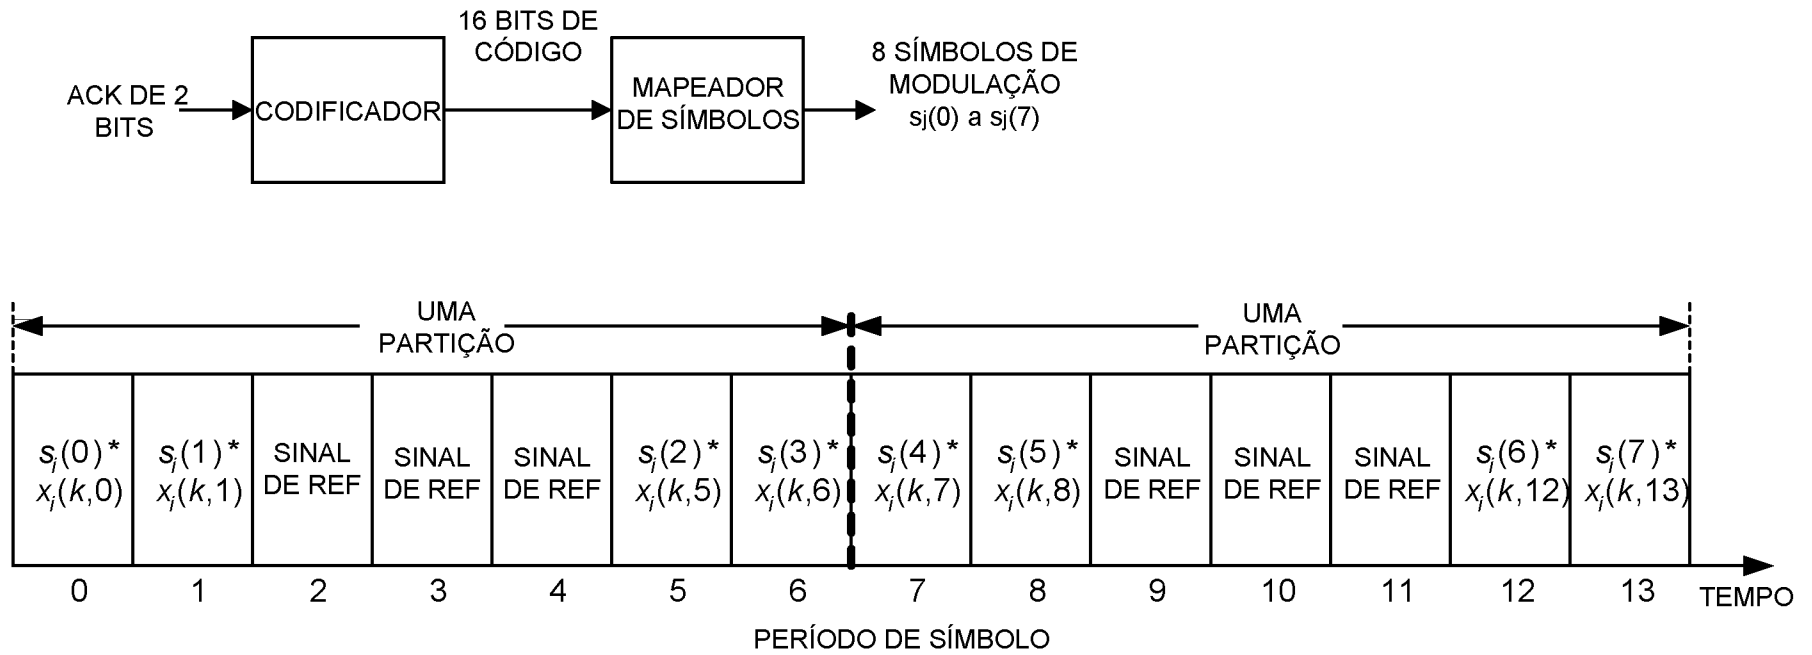 16 BITS DE
CÓDIGO
ACK DE 2
BITS
CODIFICADOR
MAPEADOR
DE SÍMBOLOS
8 SÍMBOLOS DE
MODULAÇÃO
sj(0) a sj(7)
UMA
PARTIÇÃO
UMA
PARTIÇÃO
si(0)*
xi(k,0)
si(1)*
xi(k,1)
SINAL
DE REF
SINAL
DE REF
SINAL
DE REF
si(2)*
xi(k,5)
si(3)*
xi(k,6)
si(4)*
xi(k,7)
si(5)*
xi(k,8)
SINAL
DE REF
SINAL
DE REF
SINAL
DE REF
si(6)*
xi(k,12)
si(7)*
xi(k,13)
0 1 2 3 4 5 6 7 8 9 10 11 12 13 TEMPO
PERÍODO DE SÍMBOLO